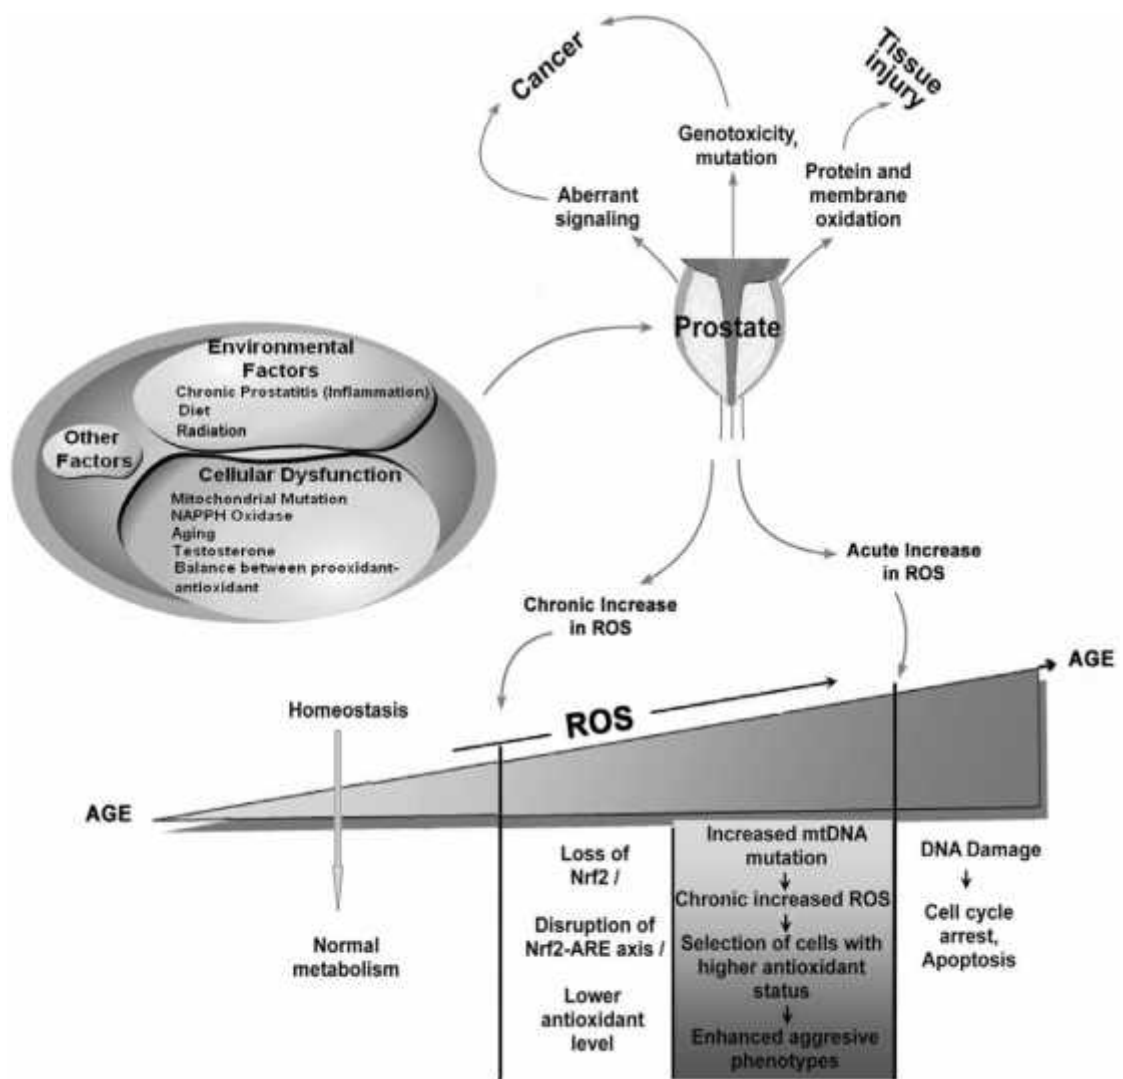 Cancer
Tissue
injury
Genotoxicity,
mutation
Protein and
membrane
oxidation
Aberrant
signaling
Prostate
Environmental
Factors
Chronic Prostatitis (Inflammation)
Diet
Radiation
Other
Factors
Cellular Dysfunction
Mitochondrial Mutation
NAPPH Oxidase
Aging
Testosterone
Balance between prooxidant-
antioxidant
Acute Increase
in ROS
Chronic Increase
in ROS
AGE
Homeostasis
ROS
AGE
Normal
metabolism
Loss of
Nrf2 /
Disruption of
Nrf2-ARE axis /
Lower
antioxidant
level
Increased mtDNA
mutation
Chronic increased ROS
Selection of cells with
higher antioxidant
status
Enhanced aggresive
phenotypes
DNA Damage
Cell cycle
arrest,
Apoptosis